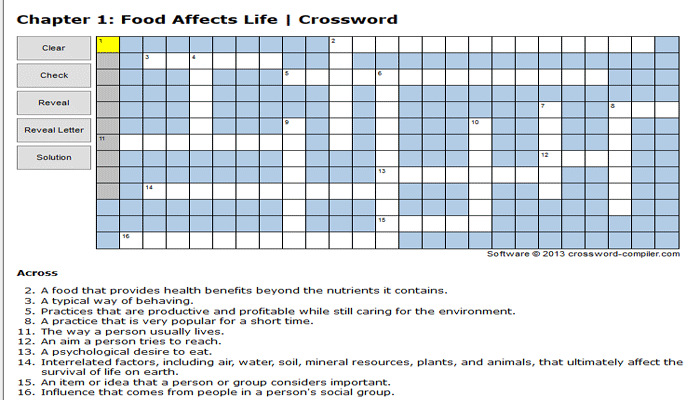 Chapter 1: Food Affects Life | Crossword
Clear
Check
Reveal
Reveal Letter
Solution
1
2
3
4
5
6
7
8
9
10
11
12
13
14
15
16
Software © 2013 crossword-compiler.com
Across
2. A food that provides health benefits beyond the nutrients it contains.
3. A typical way of behaving.
5. Practices that are productive and profitable while still caring for the environment.
8. A practice that is very popular for a short time.
11. The way a person usually lives.
12. An aim a person tries to reach.
13. A psychological desire to eat.
14. Interrelated factors, including air, water, soil, mineral resources, plants, and animals, that ultimately affect the
survival of life on earth.
15. An item or idea that a person or group considers important.
16. Influence that comes from people in a person's social group.